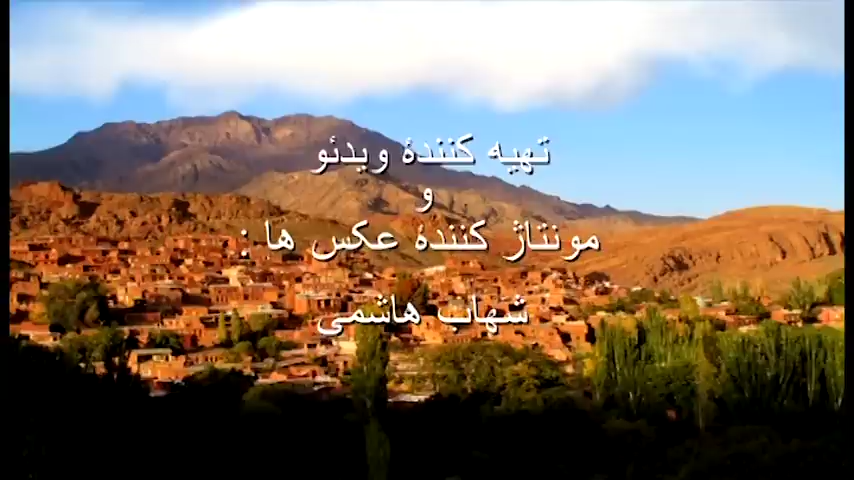 تهیه کنندهٔ ویدئو
و
مونتاژ کنندهٔ عکس ها :
شهاب هاشمی